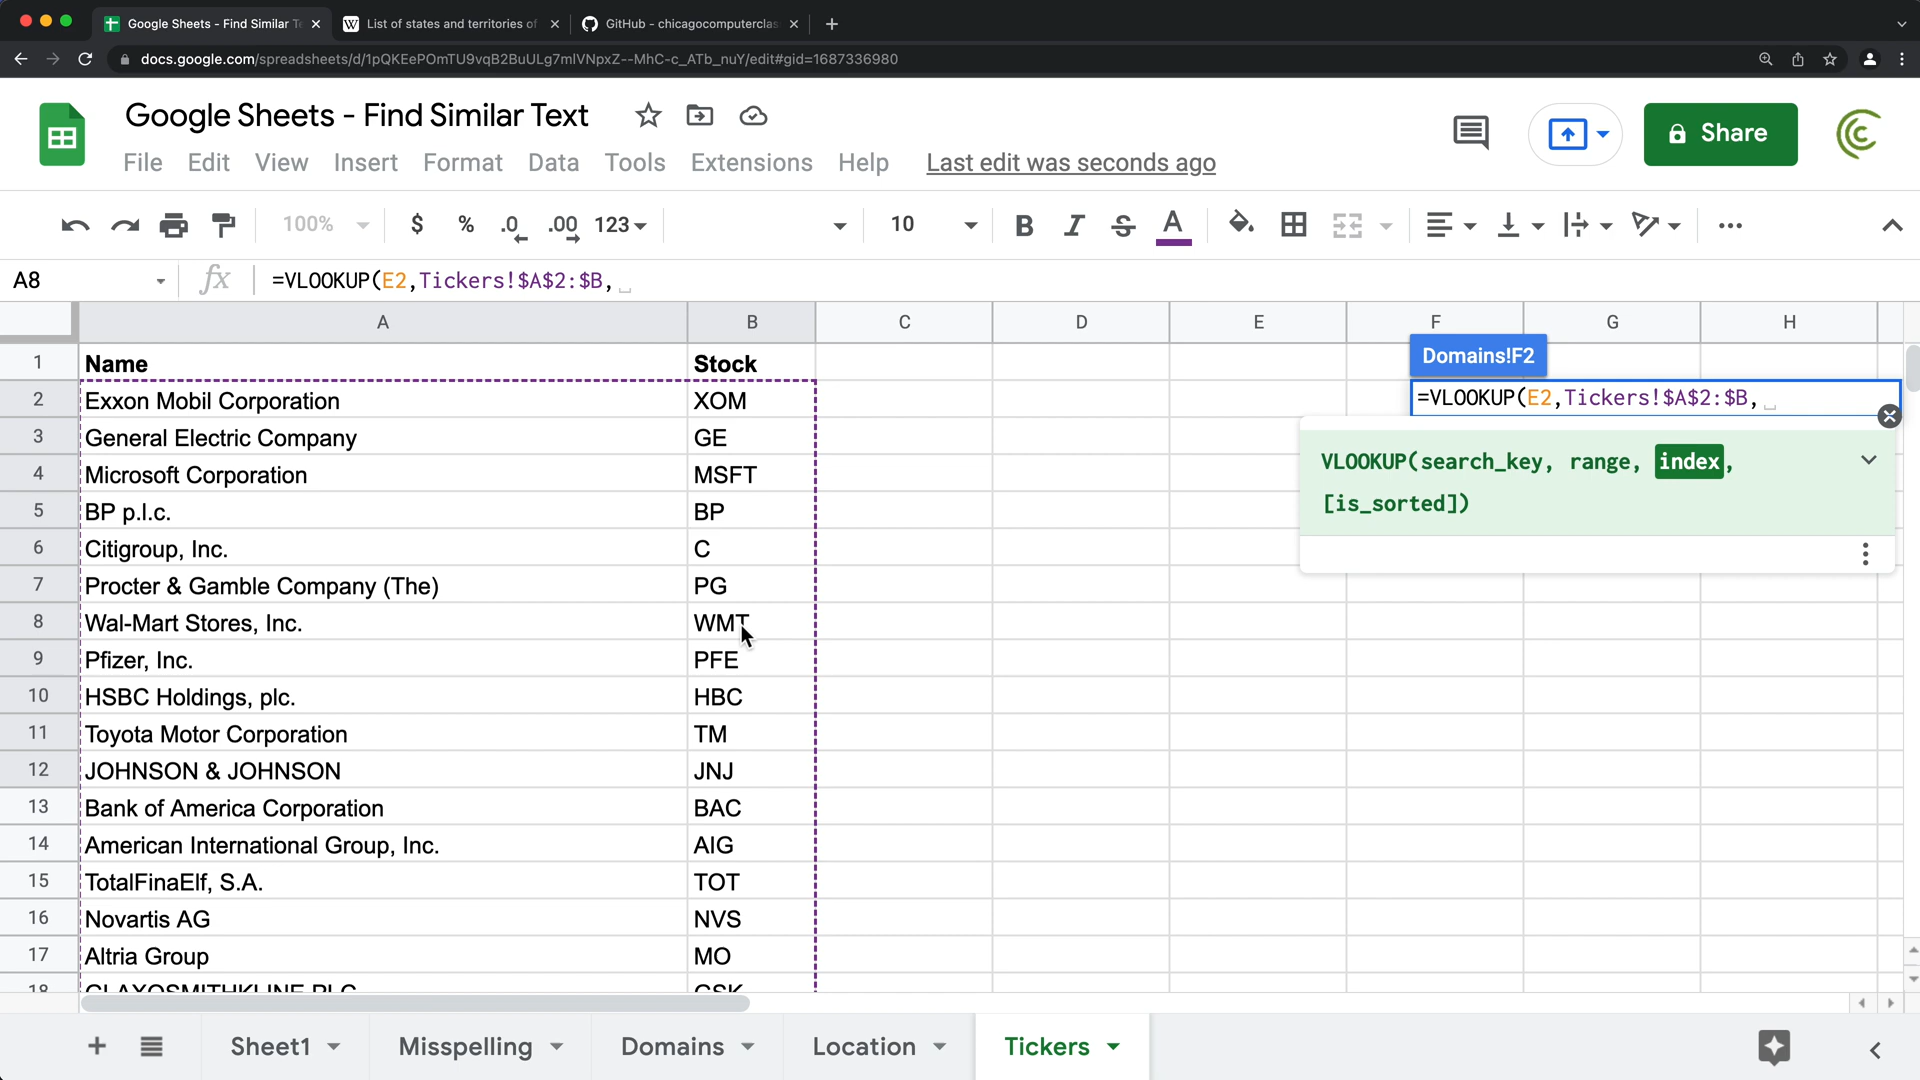 Google Sheets - Find Similar Te
List of states and territories of
GitHub - chicagocomputerclas
docs.google.com/spreadsheets/d/1pQKEePOmTU9vqB2BuULg7mlVNpxZ--MhC-c_ATb_nuY/edit#gid=1687336980
Google Sheets - Find Similar Text
Share
File Edit View Insert Format Data Tools Extensions Help Last edit was seconds ago
100% $ % .0 .00 123 10 B I S A
A8 fx =VLOOKUP(E2,Tickers!$A$2:$B,
A B C D E F G H
1 Name Stock Domains!F2
2 Exxon Mobil Corporation XOM =VLOOKUP(E2,Tickers!$A$2:$B,
3 General Electric Company GE
VLOOKUP(search_key, range, index,
4 Microsoft Corporation MSFT
[is_sorted])
5 BP p.l.c. BP
6 Citigroup, Inc. C
7 Procter & Gamble Company (The) PG
8 Wal-Mart Stores, Inc. WMT
9 Pfizer, Inc. PFE
10 HSBC Holdings, plc. HBC
11 Toyota Motor Corporation TM
12 JOHNSON & JOHNSON JNJ
13 Bank of America Corporation BAC
14 American International Group, Inc. AIG
15 TotalFinaElf, S.A. TOT
16 Novartis AG NVS
17 Altria Group MO
18 GLAXOSMITHKLINE PLC GSK
Sheet1 Misspelling Domains Location Tickers